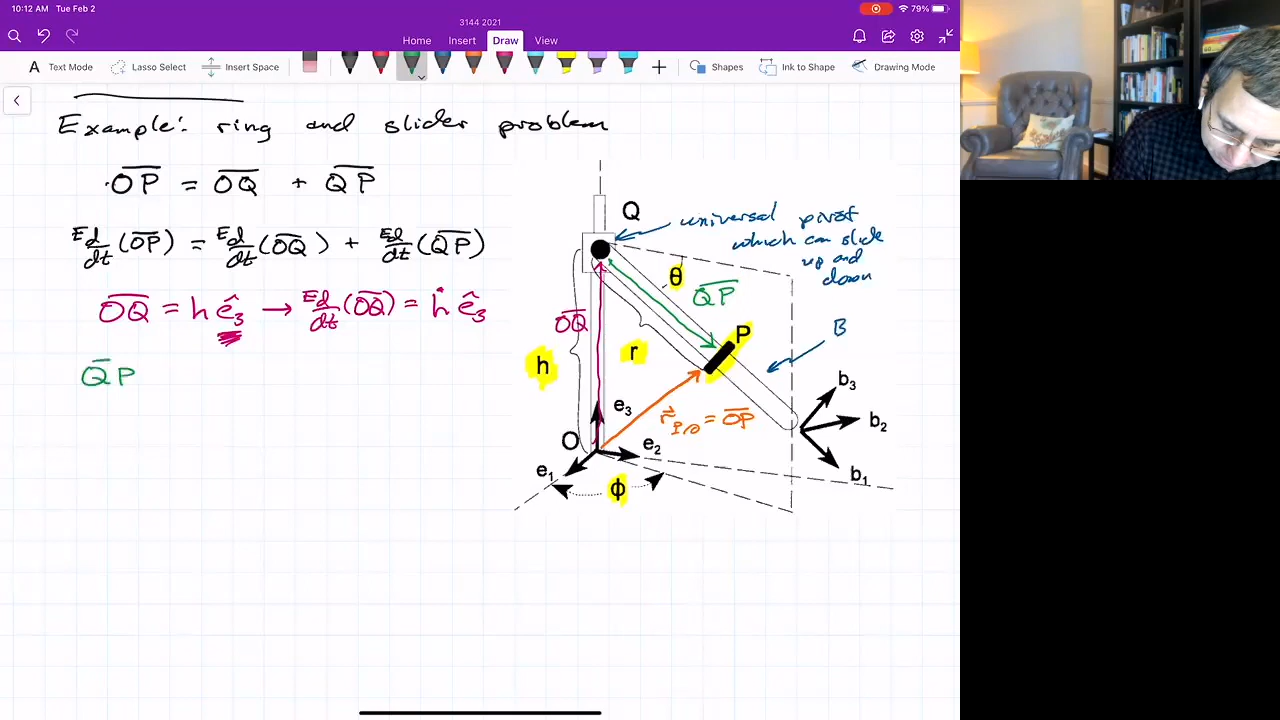 10:12 AM Tue Feb 2
79%
3144 2021
Home Insert Draw View
Text Mode Lasso Select Insert Space Shapes Ink to Shape Drawing Mode
Example: ring and slider problem
OP = OQ + QP
Ed/dt(OP) = Ed/dt(OQ) + Ed/dt(QP)
OQ = h ê3 → Ed/dt(OQ) = ḣ ê3
QP
Q
universal pivot
which can slide
up and
down
θ
QP
OQ
P
B
h
r
b3
e3
r⃗P/O = OP
b2
O
e2
e1
b1
ϕ